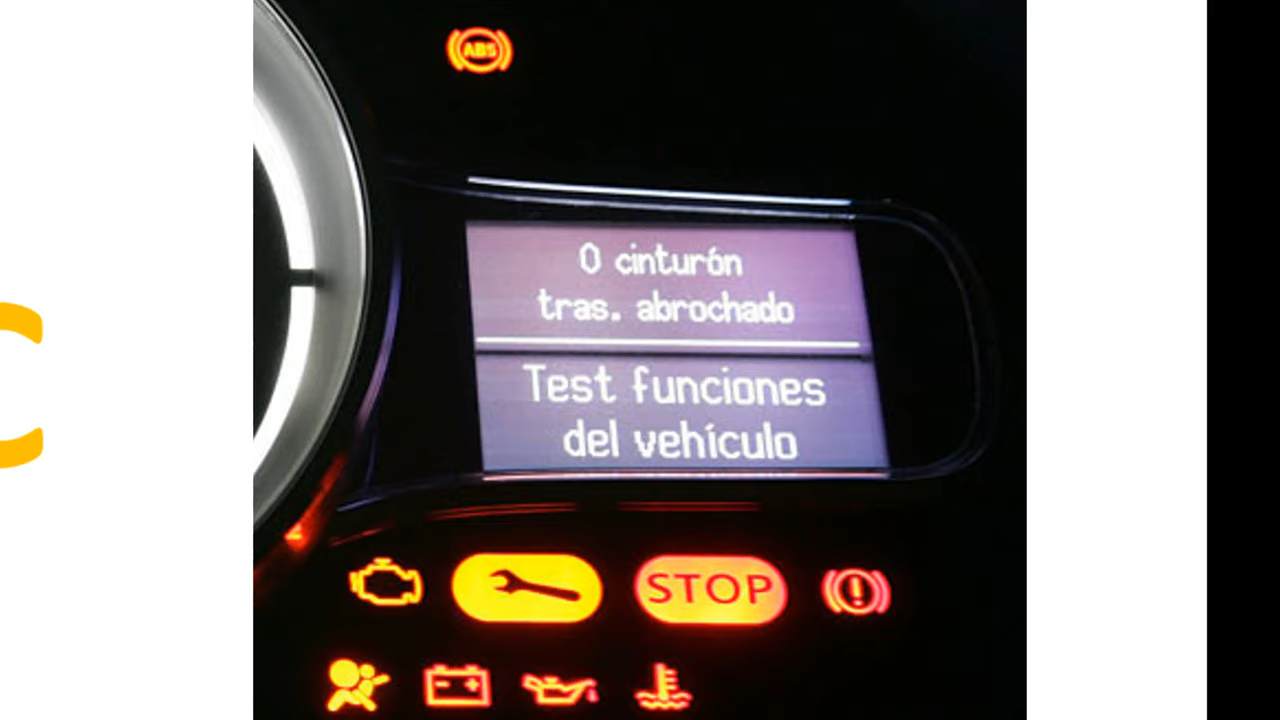 ABS
0 cinturón
tras. abrochado
Test funciones
del vehículo
STOP